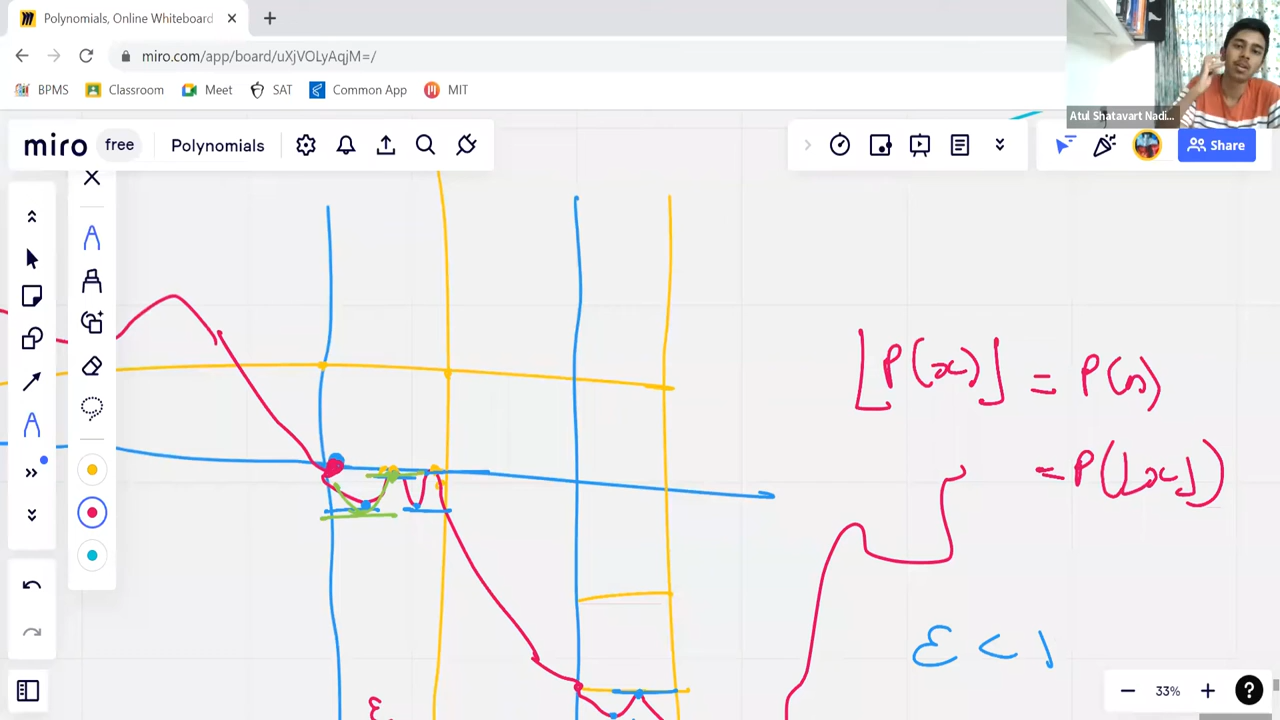 Polynomials, Online Whiteboard
miro.com/app/board/uXjVOLyAqjM=/
BPMS Classroom Meet SAT Common App MIT
Atul Shatavart Nadi...
miro free Polynomials
Share
⌊P(x)⌋ = P(n)
= P(⌊x⌋)
ε < 1
ε
33%